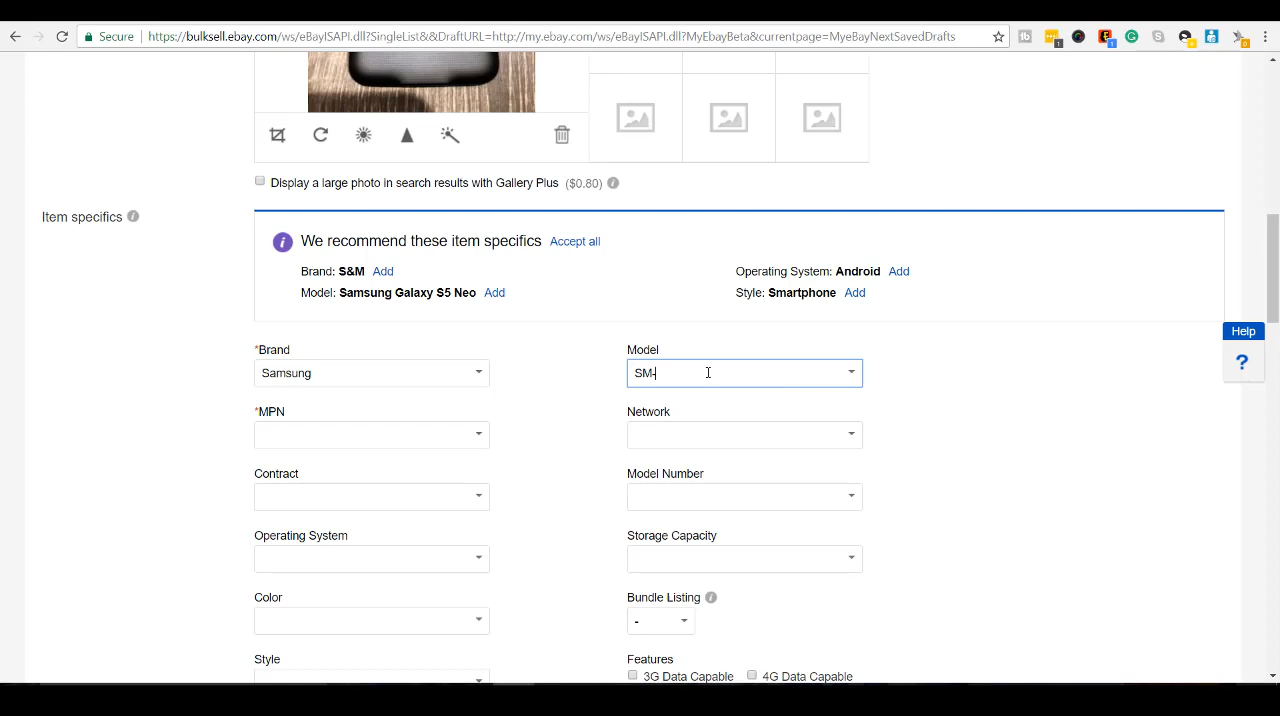 Secure https://bulksell.ebay.com/ws/eBayISAPI.dll?SingleList&&DraftURL=http://my.ebay.com/ws/eBayISAPI.dll?MyEbayBeta&currentpage=MyeBayNextSavedDrafts
Display a large photo in search results with Gallery Plus ($0.80)
Item specifics
We recommend these item specifics Accept all
Brand: S&M Add
Operating System: Android Add
Model: Samsung Galaxy S5 Neo Add
Style: Smartphone Add
Help
?
*Brand
Model
Samsung
SM-
*MPN
Network
Contract
Model Number
Operating System
Storage Capacity
Color
Bundle Listing
-
Style
Features
3G Data Capable
4G Data Capable